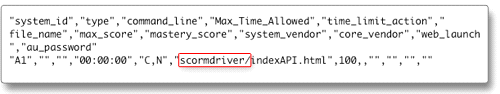 "system_id","type","command_line","Max_Time_Allowed","time_limit_action","
file_name","max_score","mastery_score","system_vendor","core_vendor","web_launch
","au_password"
"A1","","","00:00:00","C,N","scormdriver/indexAPI.html",100,,"","","",""